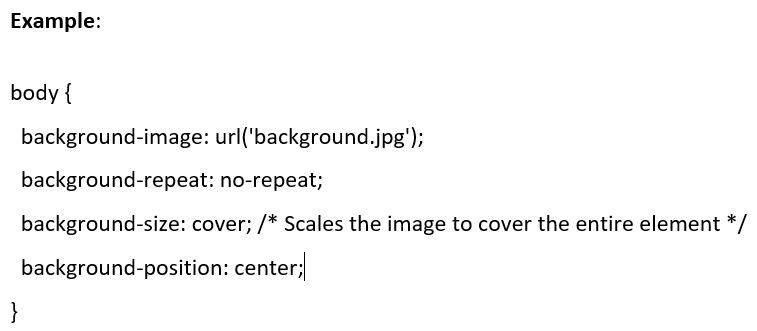 Example:
body {
background-image: url('background.jpg');
background-repeat: no-repeat;
background-size: cover; /* Scales the image to cover the entire element */
background-position: center;
}